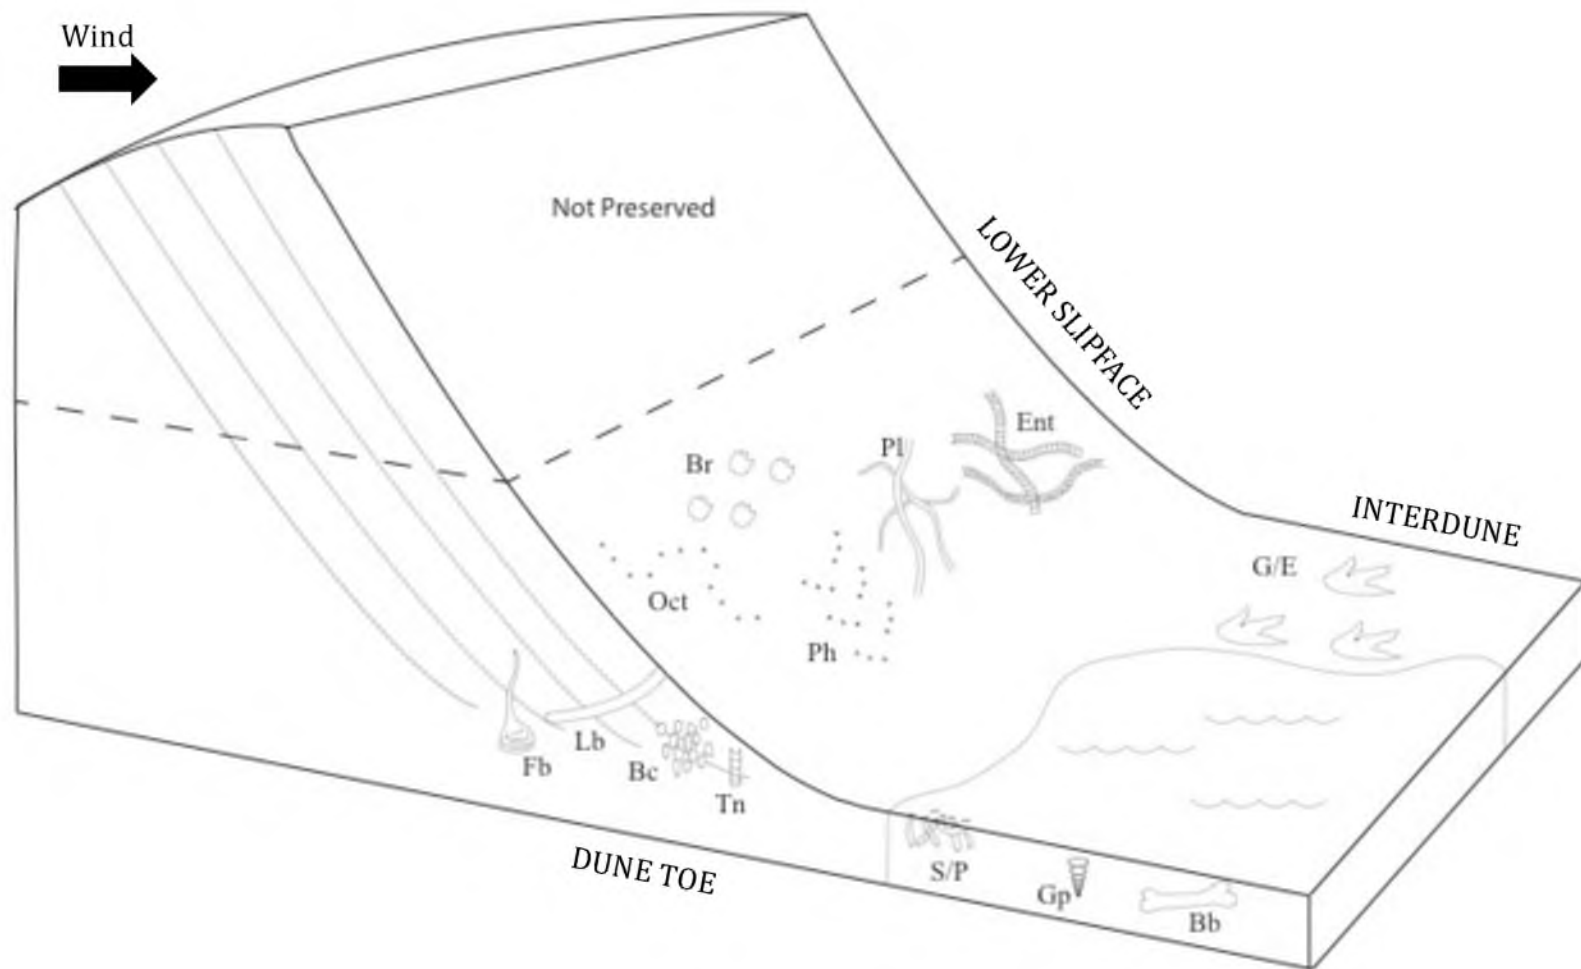 Wind
Not Preserved
LOWER SLIPFACE
Ent
Pl
Br
INTERDUNE
G/E
Oct
Ph
Lb
Fb
Bc
Tn
DUNE TOE
S/P
Gp
Bb